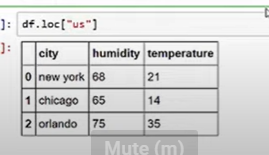 ]: df.loc["us"]
]:
city humidity temperature
0 new york 68 21
1 chicago 65 14
2 orlando 75 35
Mute (m)